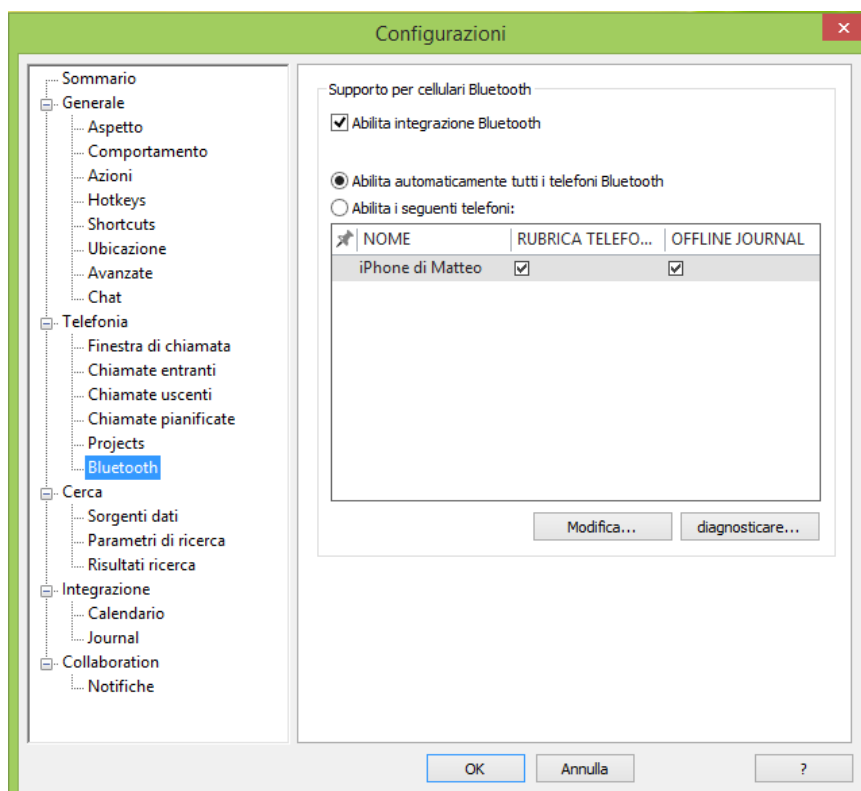 Configurazioni
Sommario
Generale
Aspetto
Comportamento
Azioni
Hotkeys
Shortcuts
Ubicazione
Avanzate
Chat
Telefonia
Finestra di chiamata
Chiamate entranti
Chiamate uscenti
Chiamate pianificate
Projects
Bluetooth
Cerca
Sorgenti dati
Parametri di ricerca
Risultati ricerca
Integrazione
Calendario
Journal
Collaboration
Notifiche
Supporto per cellulari Bluetooth
Abilita integrazione Bluetooth
Abilita automaticamente tutti i telefoni Bluetooth
Abilita i seguenti telefoni:
NOME RUBRICA TELEFO... OFFLINE JOURNAL
iPhone di Matteo
Modifica... diagnosticare...
OK Annulla ?